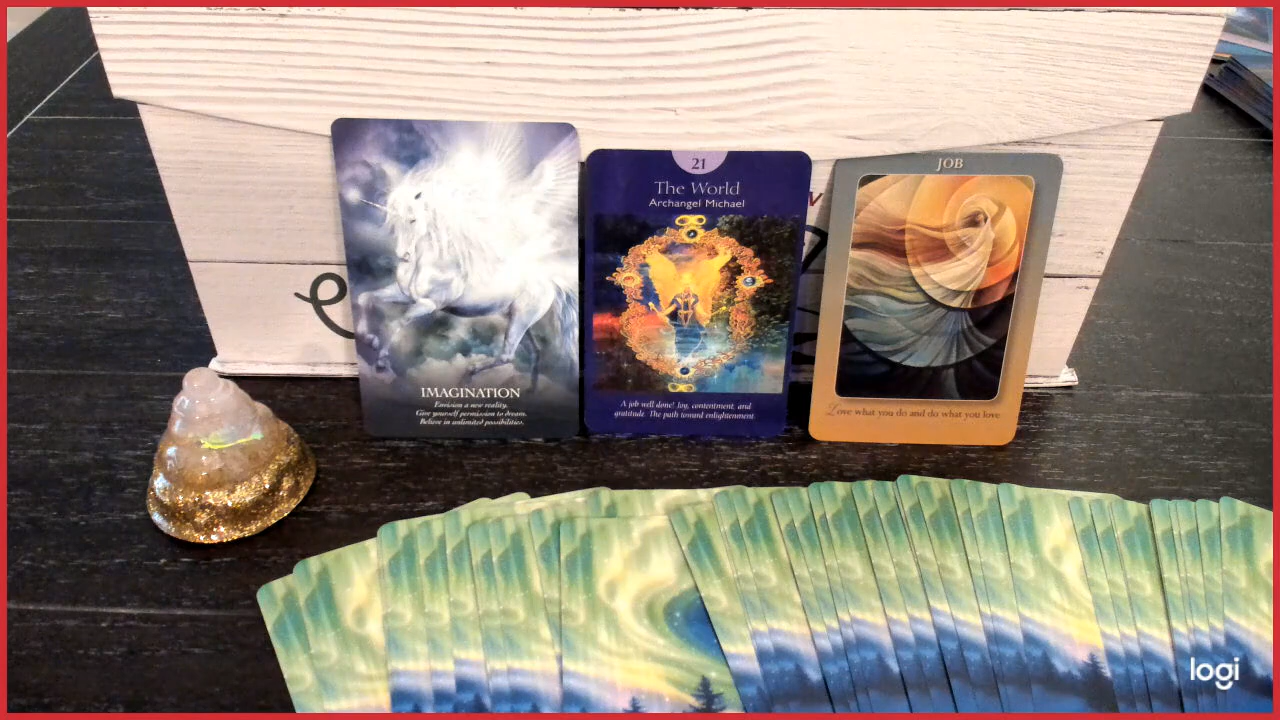 IMAGINATION
Envision a new reality.
Give yourself permission to dream.
Believe in unlimited possibilities.
21
The World
Archangel Michael
A job well done! Joy, contentment, and
gratitude. The path toward enlightenment.
JOB
Love what you do and do what you love
logi